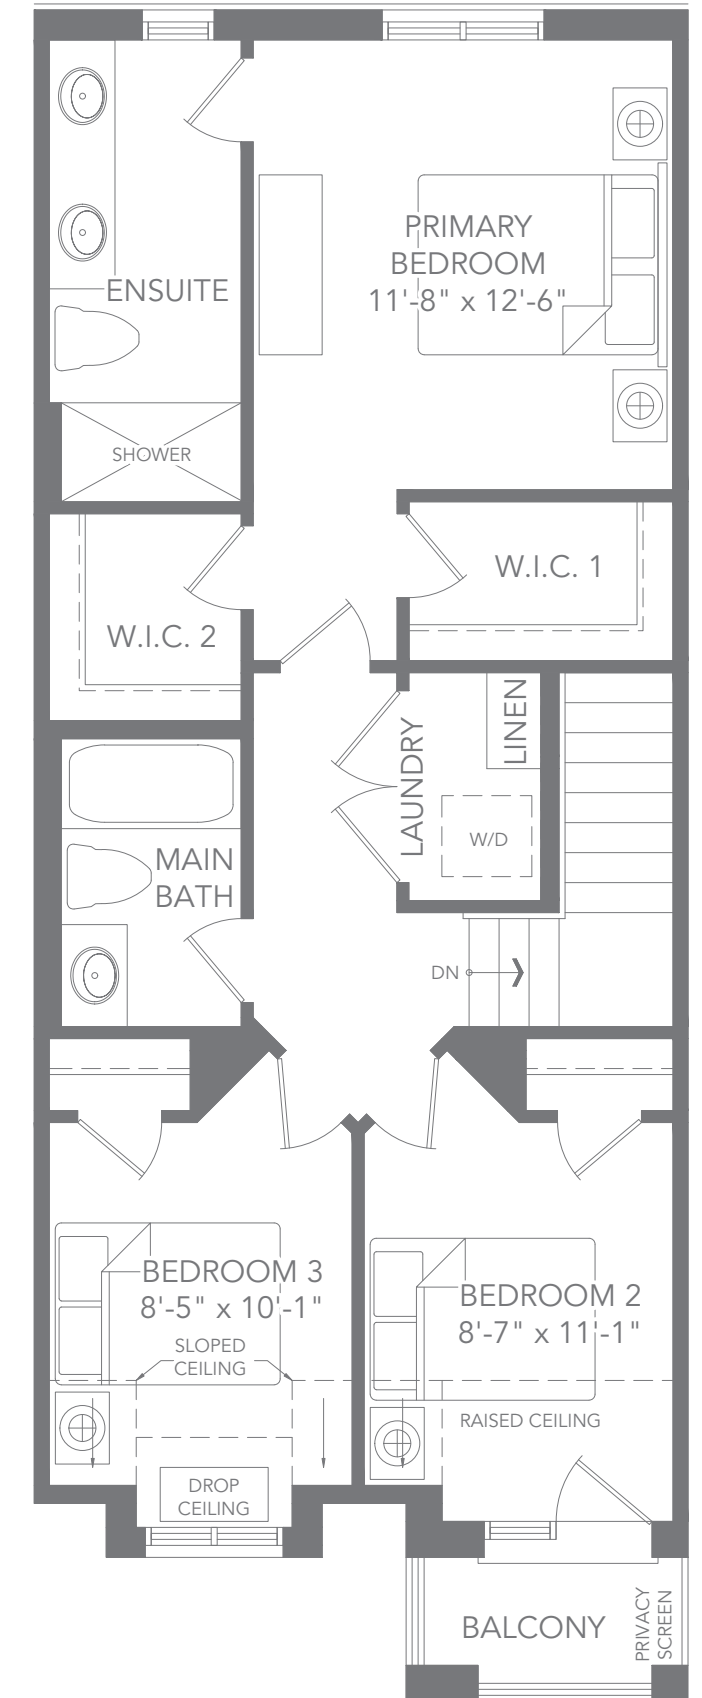 PRIMARY
BEDROOM
11'-8" x 12'-6"
ENSUITE
SHOWER
W.I.C. 1
W.I.C. 2
LINEN
LAUNDRY
W/D
MAIN
BATH
DN
BEDROOM 3
8'-5" x 10'-1"
SLOPED
CEILING
BEDROOM 2
8'-7" x 11'-1"
RAISED CEILING
DROP
CEILING
BALCONY
PRIVACY
SCREEN